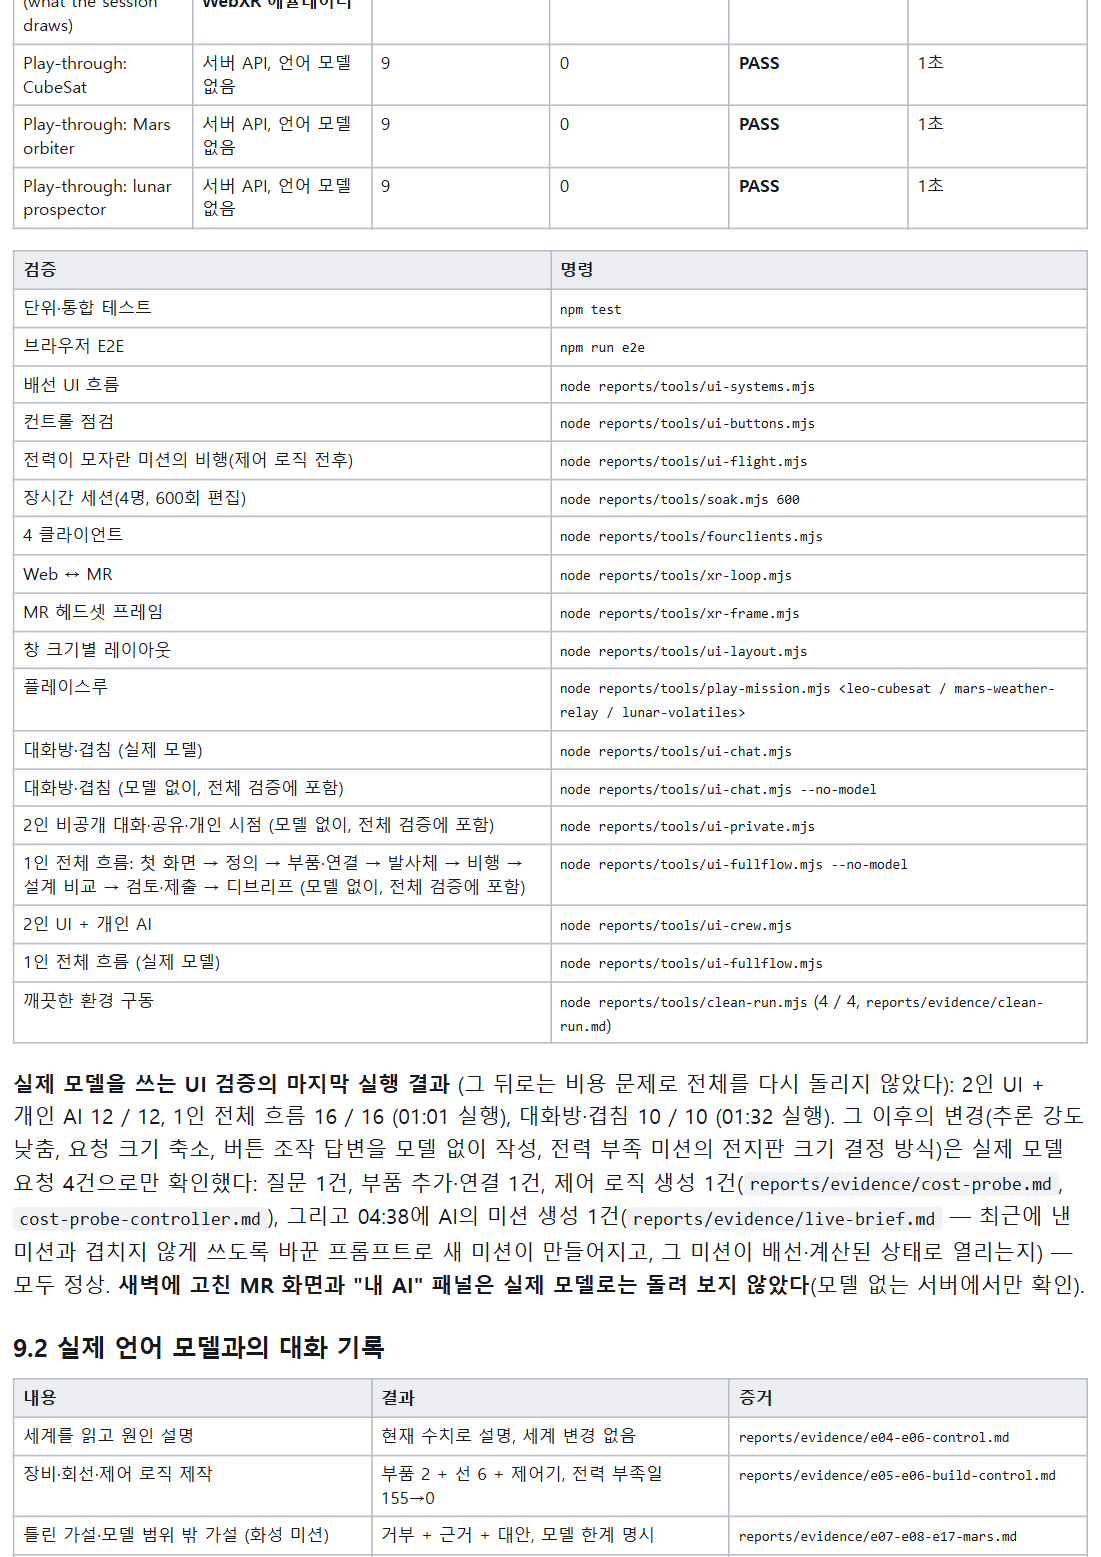 (what the session
draws)
WebXR 에뮬레이터
Play-through:
CubeSat
서버 API, 언어 모델
없음
9
0
PASS
1초
Play-through: Mars
orbiter
서버 API, 언어 모델
없음
9
0
PASS
1초
Play-through: lunar
prospector
서버 API, 언어 모델
없음
9
0
PASS
1초
검증
명령
단위·통합 테스트
npm test
브라우저 E2E
npm run e2e
배선 UI 흐름
node reports/tools/ui-systems.mjs
컨트롤 점검
node reports/tools/ui-buttons.mjs
전력이 모자란 미션의 비행(제어 로직 전후)
node reports/tools/ui-flight.mjs
장시간 세션(4명, 600회 편집)
node reports/tools/soak.mjs 600
4 클라이언트
node reports/tools/fourclients.mjs
Web ↔ MR
node reports/tools/xr-loop.mjs
MR 헤드셋 프레임
node reports/tools/xr-frame.mjs
창 크기별 레이아웃
node reports/tools/ui-layout.mjs
플레이스루
node reports/tools/play-mission.mjs <leo-cubesat / mars-weather-
relay / lunar-volatiles>
대화방·겹침 (실제 모델)
node reports/tools/ui-chat.mjs
대화방·겹침 (모델 없이, 전체 검증에 포함)
node reports/tools/ui-chat.mjs --no-model
2인 비공개 대화·공유·개인 시점 (모델 없이, 전체 검증에 포함)
node reports/tools/ui-private.mjs
1인 전체 흐름: 첫 화면 → 정의 → 부품·연결 → 발사체 → 비행 →
설계 비교 → 검토·제출 → 디브리프 (모델 없이, 전체 검증에 포함)
node reports/tools/ui-fullflow.mjs --no-model
2인 UI + 개인 AI
node reports/tools/ui-crew.mjs
1인 전체 흐름 (실제 모델)
node reports/tools/ui-fullflow.mjs
깨끗한 환경 구동
node reports/tools/clean-run.mjs (4 / 4, reports/evidence/clean-
run.md)
실제 모델을 쓰는 UI 검증의 마지막 실행 결과 (그 뒤로는 비용 문제로 전체를 다시 돌리지 않았다): 2인 UI +
개인 AI 12 / 12, 1인 전체 흐름 16 / 16 (01:01 실행), 대화방·겹침 10 / 10 (01:32 실행). 그 이후의 변경(추론 강도
낮춤, 요청 크기 축소, 버튼 조작 답변을 모델 없이 작성, 전력 부족 미션의 전지판 크기 결정 방식)은 실제 모델
요청 4건으로만 확인했다: 질문 1건, 부품 추가·연결 1건, 제어 로직 생성 1건( reports/evidence/cost-probe.md ,
cost-probe-controller.md ), 그리고 04:38에 AI의 미션 생성 1건( reports/evidence/live-brief.md — 최근에 낸
미션과 겹치지 않게 쓰도록 바꾼 프롬프트로 새 미션이 만들어지고, 그 미션이 배선·계산된 상태로 열리는지) —
모두 정상. 새벽에 고친 MR 화면과 "내 AI" 패널은 실제 모델로는 돌려 보지 않았다(모델 없는 서버에서만 확인).
9.2 실제 언어 모델과의 대화 기록
내용
결과
증거
세계를 읽고 원인 설명
현재 수치로 설명, 세계 변경 없음
reports/evidence/e04-e06-control.md
장비·회선·제어 로직 제작
부품 2 + 선 6 + 제어기, 전력 부족일
155→0
reports/evidence/e05-e06-build-control.md
틀린 가설·모델 범위 밖 가설 (화성 미션)
거부 + 근거 + 대안, 모델 한계 명시
reports/evidence/e07-e08-e17-mars.md